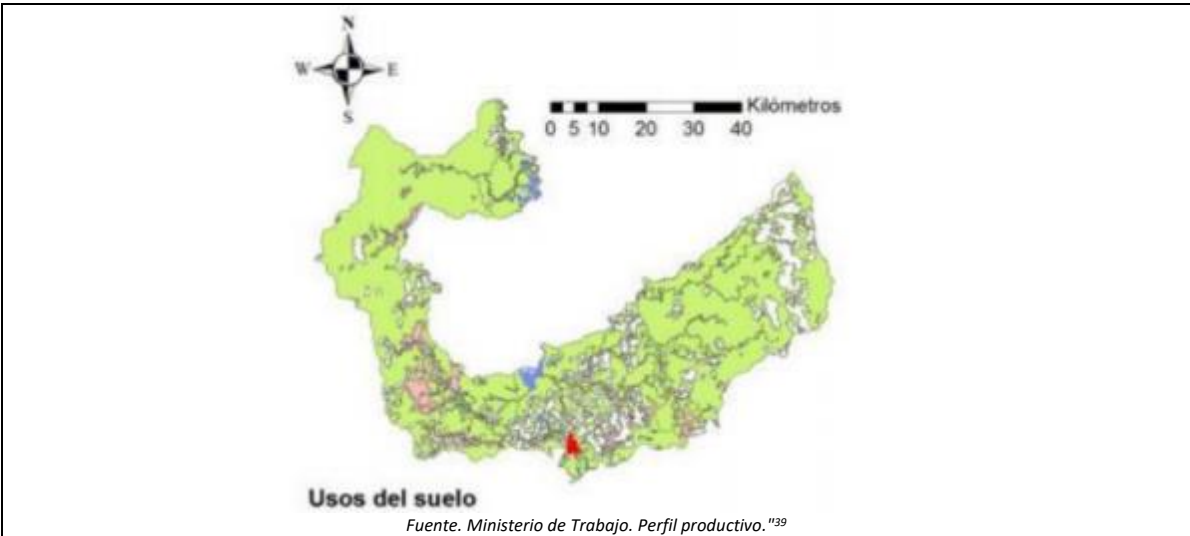 N
W E
S
Kilómetros
0 5 10 20 30 40
Usos del suelo
Fuente. Ministerio de Trabajo. Perfil productivo."39